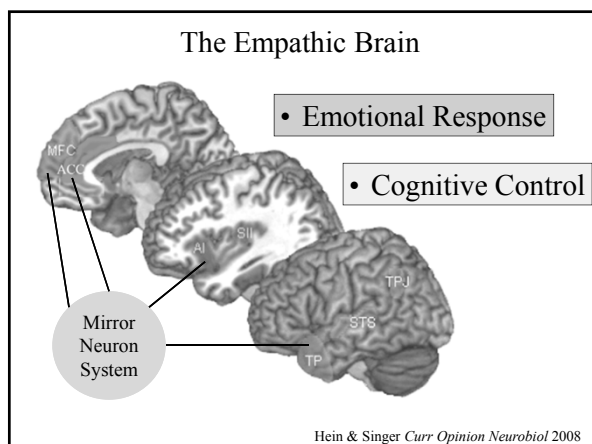 The Empathic Brain
• Emotional Response
• Cognitive Control
MFC
ACC
AI
SII
TPJ
STS
TP
Mirror
Neuron
System
Hein & Singer Curr Opinion Neurobiol 2008